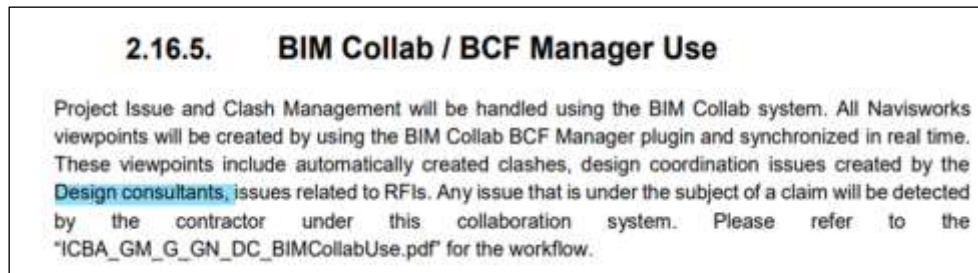 2.16.5. BIM Collab / BCF Manager Use
Project Issue and Clash Management will be handled using the BIM Collab system. All Navisworks
viewpoints will be created by using the BIM Collab BCF Manager plugin and synchronized in real time.
These viewpoints include automatically created clashes, design coordination issues created by the
Design consultants, issues related to RFIs. Any issue that is under the subject of a claim will be detected
by the contractor under this collaboration system. Please refer to the
"ICBA_GM_G_GN_DC_BIMCollabUse.pdf" for the workflow.